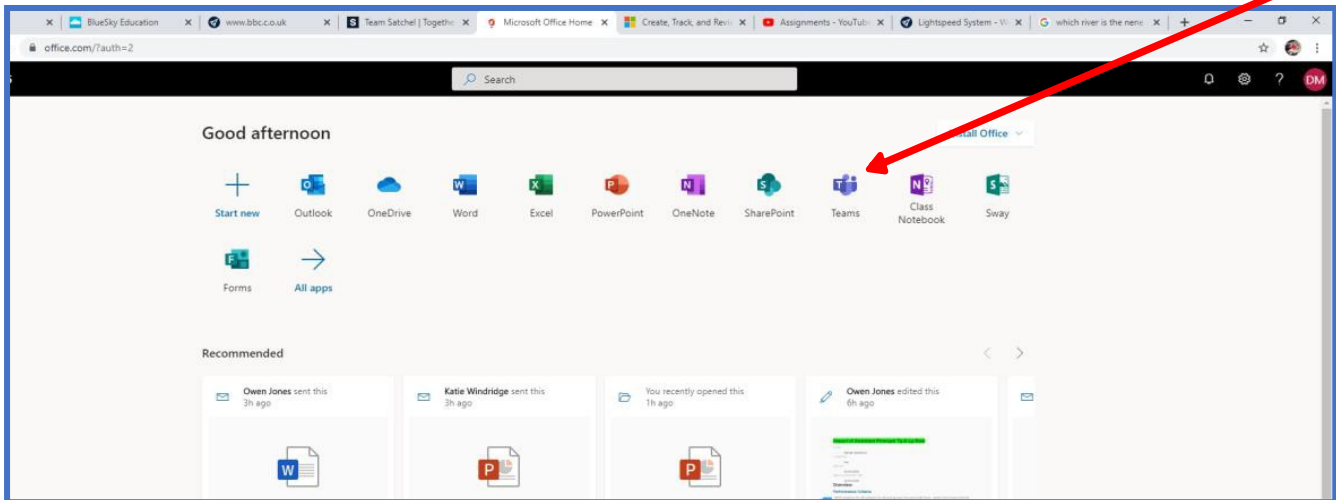 BlueSky Education www.bbc.c.o.uk Team Satchel | Togethe Microsoft Office Home Create, Track, and Revi Assignments - YouTub Lightspeed System - W which river is the nene
office.com/?auth=2
Search ? DM
Good afternoon
stall Office
Start new Outlook OneDrive Word Excel PowerPoint OneNote SharePoint Teams Class Notebook Sway
Forms All apps
Recommended
Owen Jones sent this Katie Windridge sent this You recently opened this Owen Jones edited this
3h ago 3h ago 1h ago 6h ago
Overview